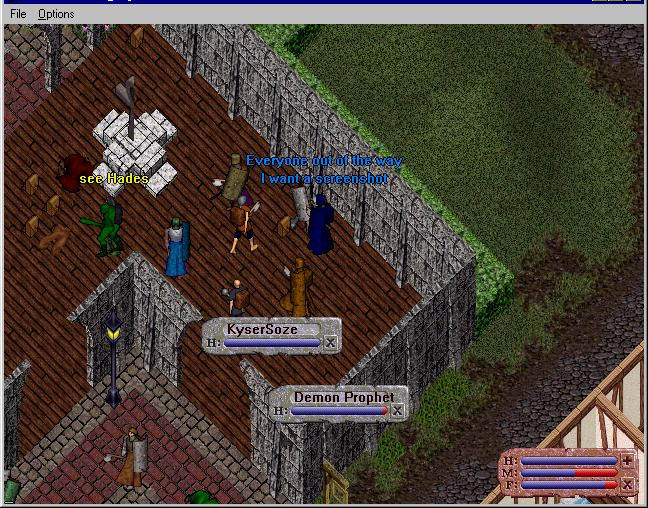 File Options
Everyone out of the way
I want a screenshot
see Hades
KyserSoze
H: X
Demon Prophet
H: X
H: +
M:
F: X